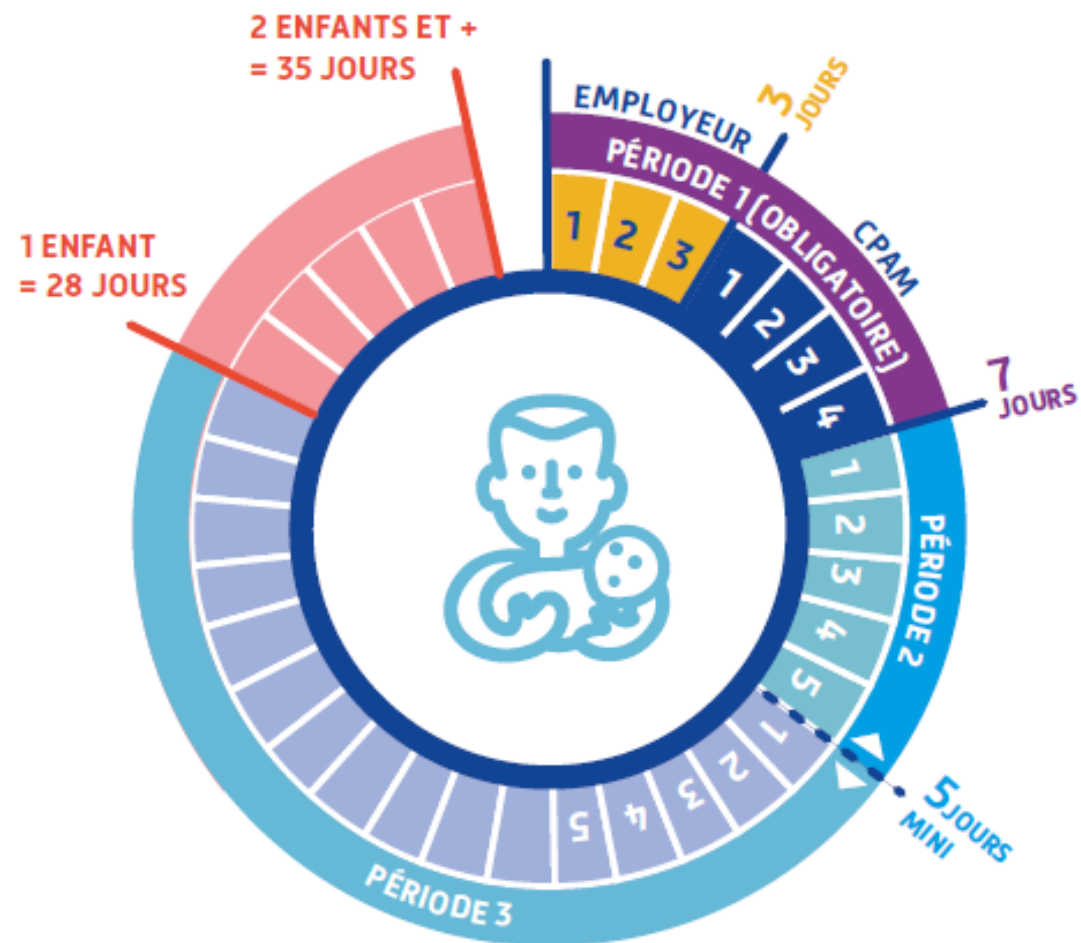 2 ENFANTS ET +
= 35 JOURS
1 ENFANT
= 28 JOURS
EMPLOYEUR
3
JOURS
CPAM
PÉRIODE 1 (OBLIGATOIRE)
1
2
3
1
2
3
4
7
JOURS
PÉRIODE 2
1
2
3
4
5
5 JOURS
MINI
1
2
3
4
5
PÉRIODE 3